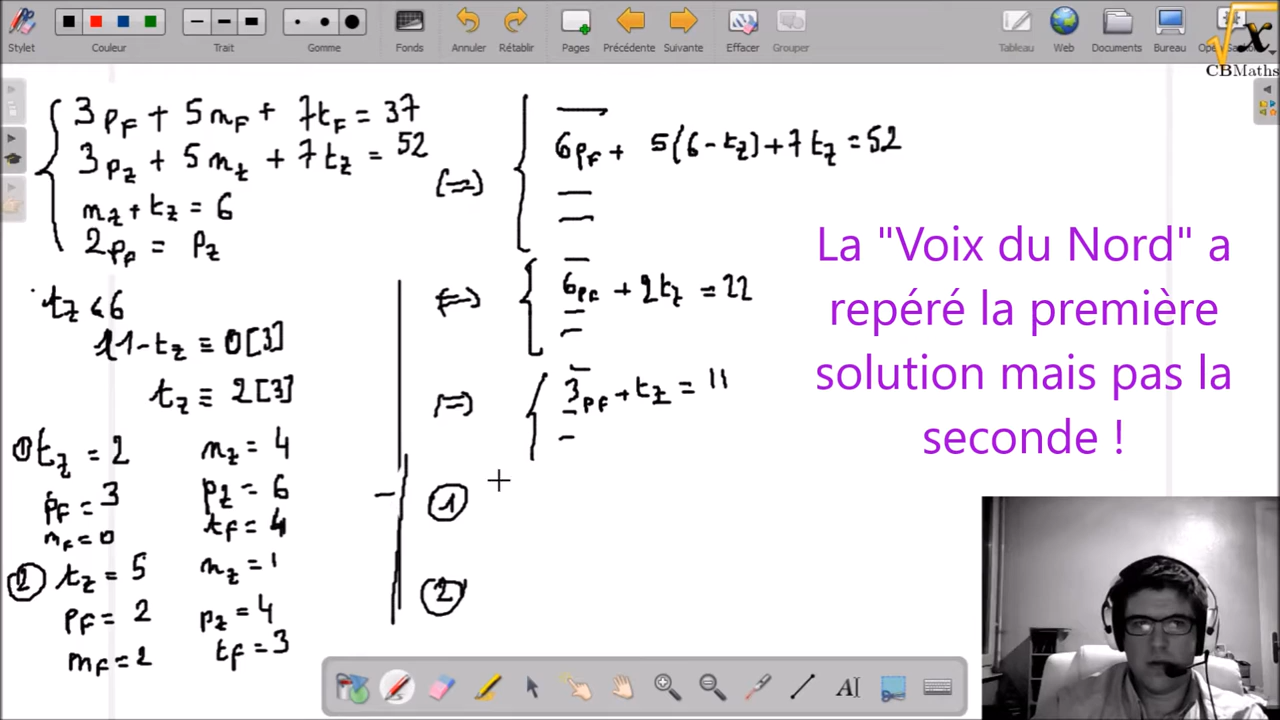 Stylet Couleur Trait Gomme Fonds Annuler Rétablir Pages Précédente Suivante Effacer Grouper Tableau Web Documents Bureau
√x
CBMaths
3pF + 5mF + 7tF = 37
3pZ + 5mZ + 7tZ = 52
mZ + tZ = 6
2pF = pZ
tZ < 6
11 - tZ ≡ 0[3]
tZ ≡ 2[3]
① tZ = 2 mZ = 4
pF = 3 pZ = 6
mF = 0 tF = 4
② tZ = 5 mZ = 1
pF = 2 pZ = 4
mF = 2 tF = 3
(=) 6pF + 5(6 - tZ) + 7tZ = 52
(=) 6pF + 2tZ = 22
(=) 3pF + tZ = 11
①
②
La "Voix du Nord" a
repéré la première
solution mais pas la
seconde !
AI